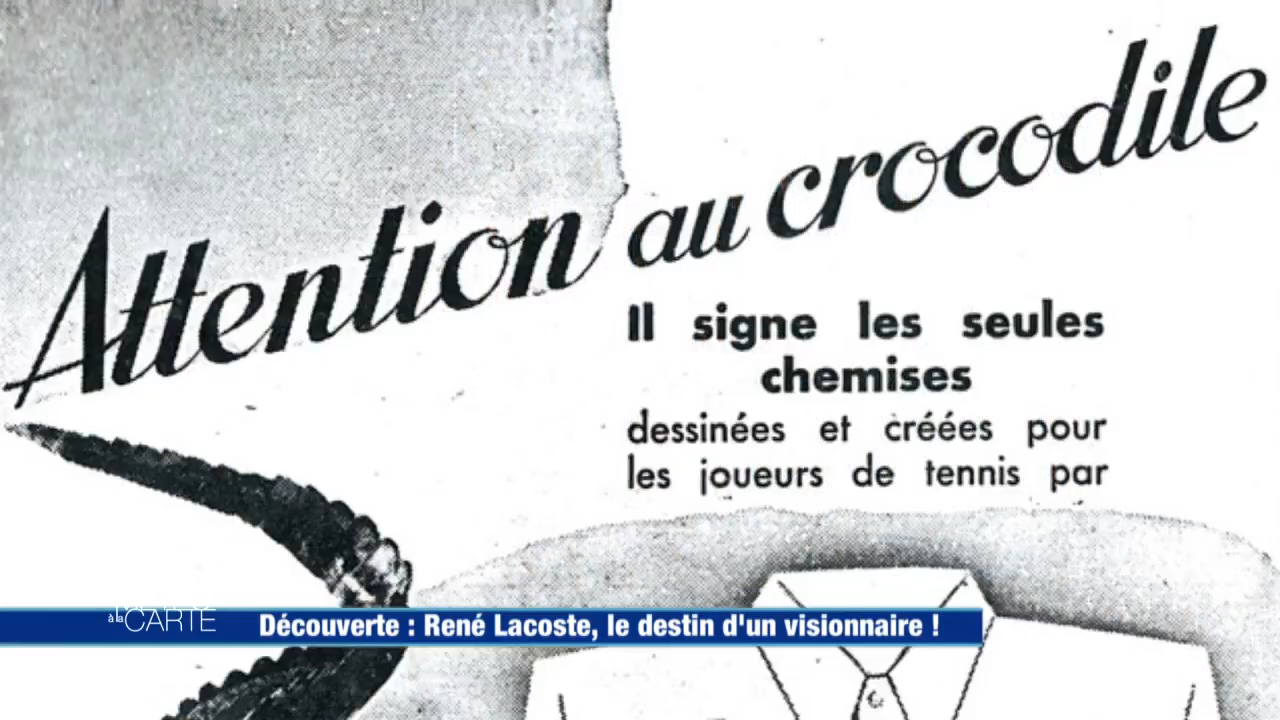 Attention au crocodile
Il signe les seules
chemises
dessinées et créées pour
les joueurs de tennis par
à la CARTE
Découverte : René Lacoste, le destin d'un visionnaire !